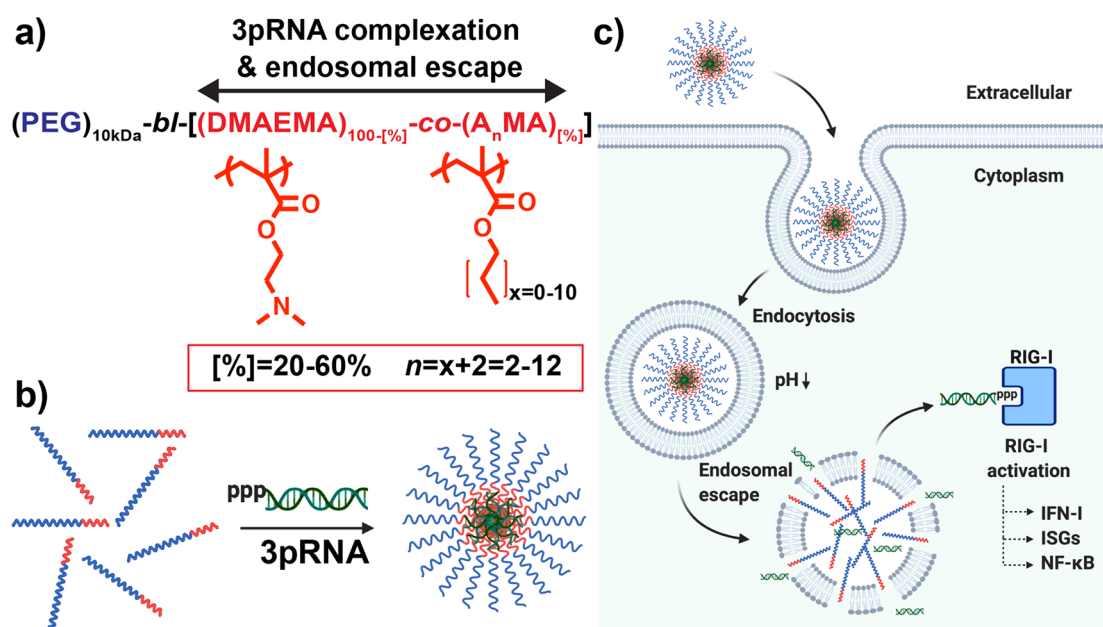 a)
3pRNA complexation
& endosomal escape
(PEG)10kDa-bl-[(DMAEMA)100-[%]-co-(AnMA)[%]]
O
O
O
O
N
x=0-10
[%]=20-60% n=x+2=2-12
b)
ppp
3pRNA
c)
Extracellular
Cytoplasm
Endocytosis
pH↓
Endosomal
escape
RIG-I
ppp
RIG-I
activation
IFN-I
ISGs
NF-κB